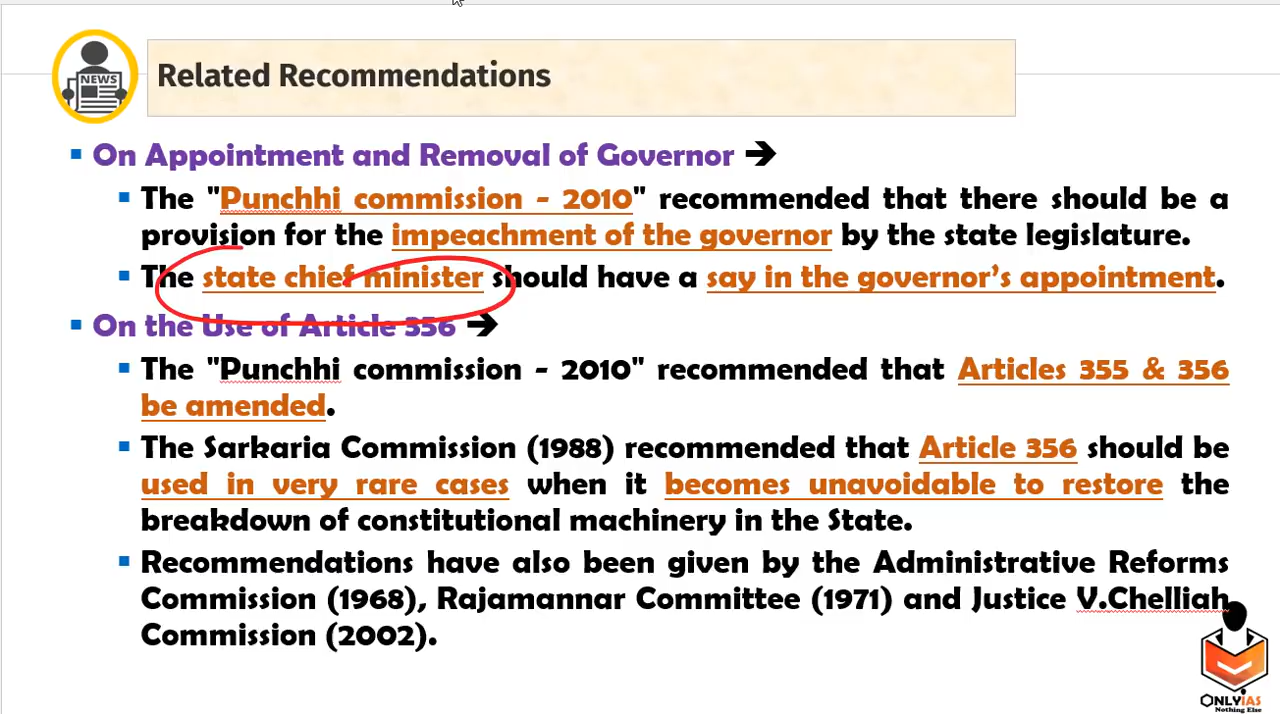 NEWS
Related Recommendations
On Appointment and Removal of Governor ➔
The "Punchhi commission - 2010" recommended that there should be a
provision for the impeachment of the governor by the state legislature.
The state chief minister should have a say in the governor's appointment.
On the Use of Article 356 ➔
The "Punchhi commission - 2010" recommended that Articles 355 & 356
be amended.
The Sarkaria Commission (1988) recommended that Article 356 should be
used in very rare cases when it becomes unavoidable to restore the
breakdown of constitutional machinery in the State.
Recommendations have also been given by the Administrative Reforms
Commission (1968), Rajamannar Committee (1971) and Justice V.Chelliah
Commission (2002).
ONLYIAS
Nothing Else